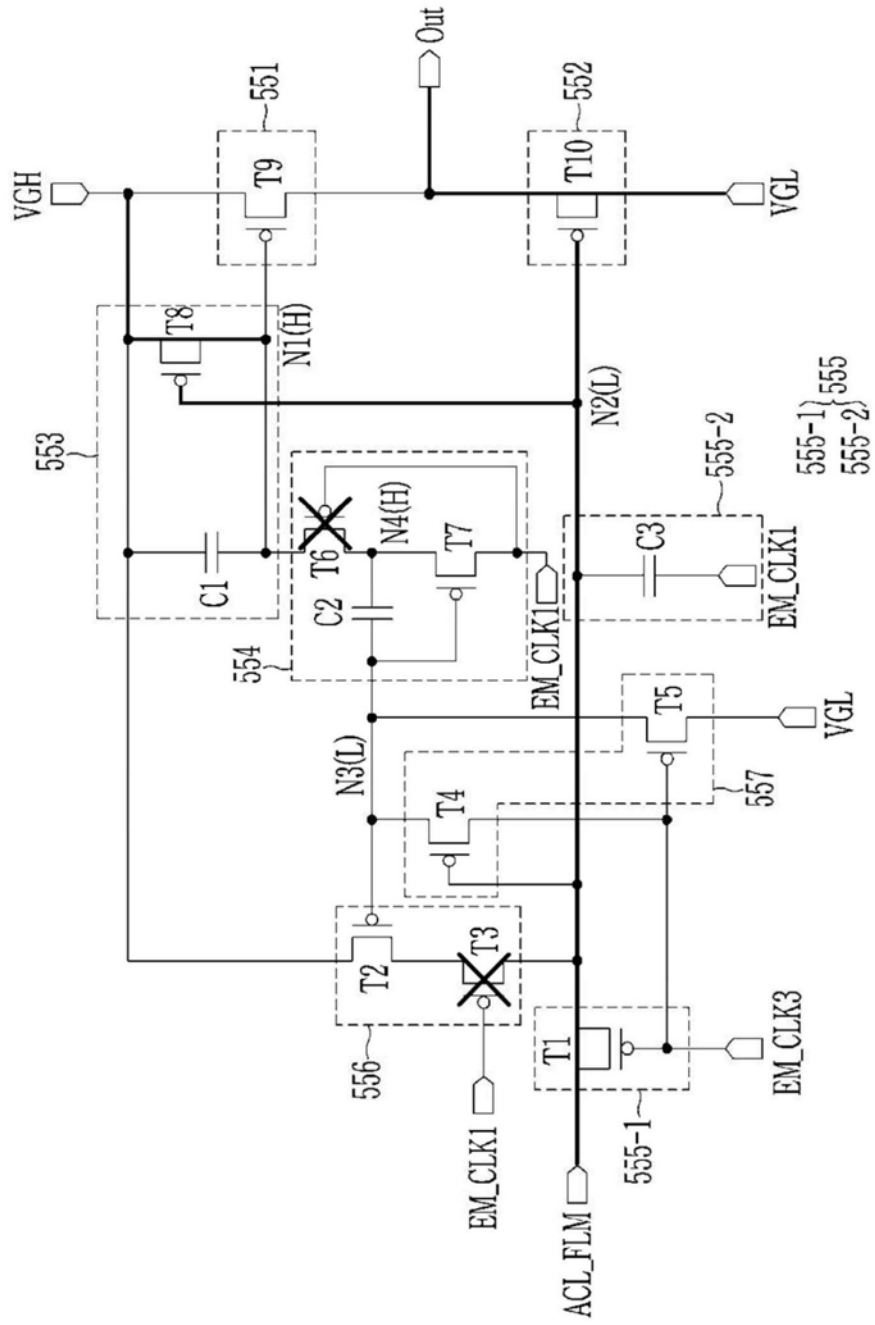 VGH
553
551
T8
T9
C1
N1(H)
Out
554
T6
N4(H)
C2
T7
N3(L)
EM_CLK1
N2(L)
T10
552
VGL
556
T2
T3
EM_CLK1
T4
T5
557
VGL
C3
555-2
EM_CLK1
ACL_FLM
T1
555-1
EM_CLK3
555-1
555-2
555